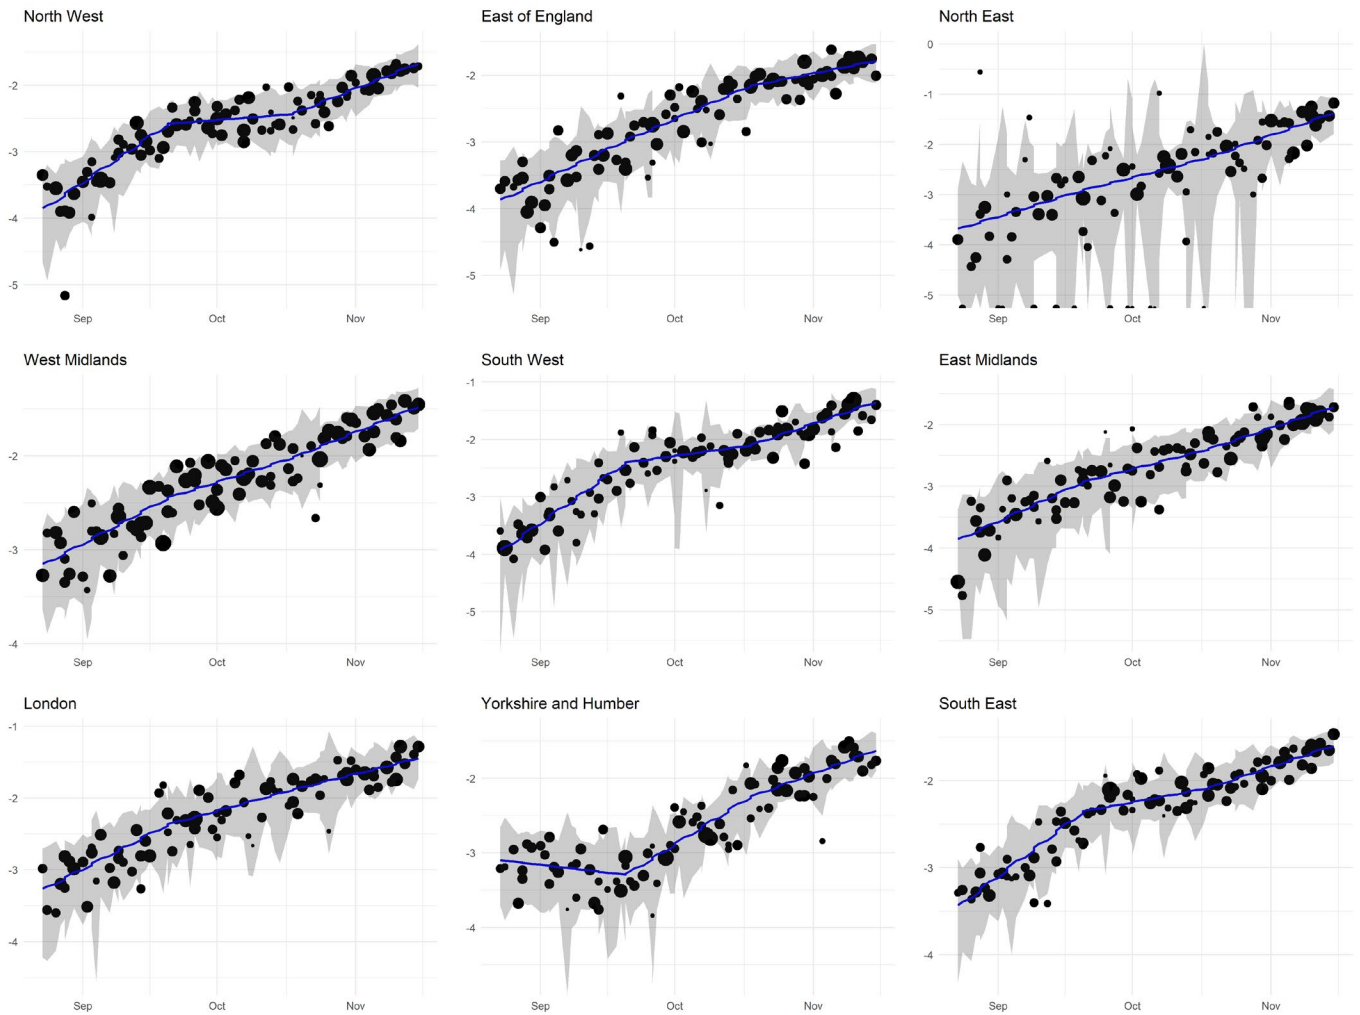 North West
East of England
North East
-2
-3
-4
-5
Sep
Oct
Nov
-2
-3
-4
-5
Sep
Oct
Nov
0
-1
-2
-3
-4
-5
Sep
Oct
Nov
West Midlands
South West
East Midlands
-2
-3
-4
Sep
Oct
Nov
-1
-2
-3
-4
-5
Sep
Oct
Nov
-2
-3
-4
-5
Sep
Oct
Nov
London
Yorkshire and Humber
South East
-1
-2
-3
-4
Sep
Oct
Nov
-2
-3
-4
Sep
Oct
Nov
-2
-3
-4
Sep
Oct
Nov